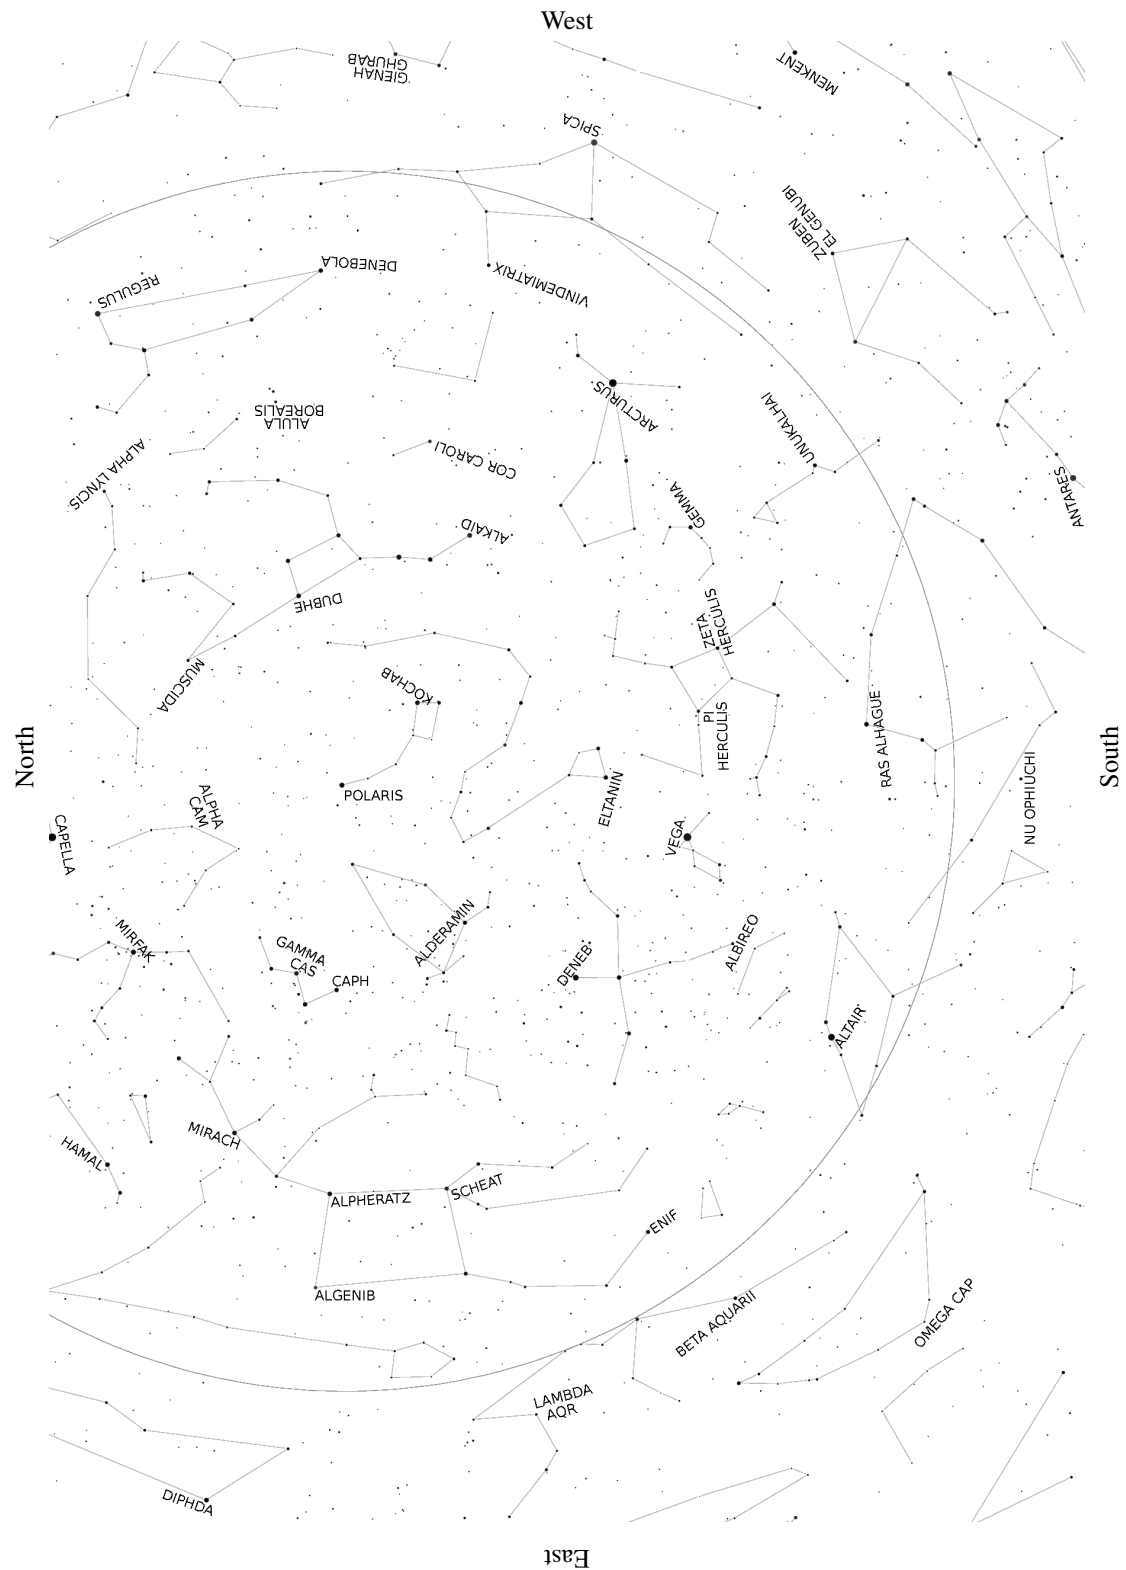 West
GIENAH
GHURAB
MENKENT
SPICA
ZUBEN
EL GENUBI
DENEBOLA
VINDEMIATRIX
REGULUS
ARCTURUS
ALULA
BOREALIS
UNUKALHAI
ALPHA LYNCIS
COR CAROLI
ANTARES
GEMMA
ALKAID
DUBHE
ZETA
HERCULIS
MUSCIDA
KOCHAB
PI
HERCULIS
RAS ALHAGUE
North
South
NU OPHIUCHI
POLARIS
ELTANIN
ALPHA
CAM
CAPELLA
VEGA
MIRFAK
GAMMA
CAS
CAPH
ALDERAMIN
DENEB
ALBIREO
ALTAIR
MIRACH
HAMAL
ALPHERATZ
SCHEAT
ENIF
ALGENIB
BETA AQUARII
OMEGA CAP
LAMBDA
AQR
DIPHDA
East